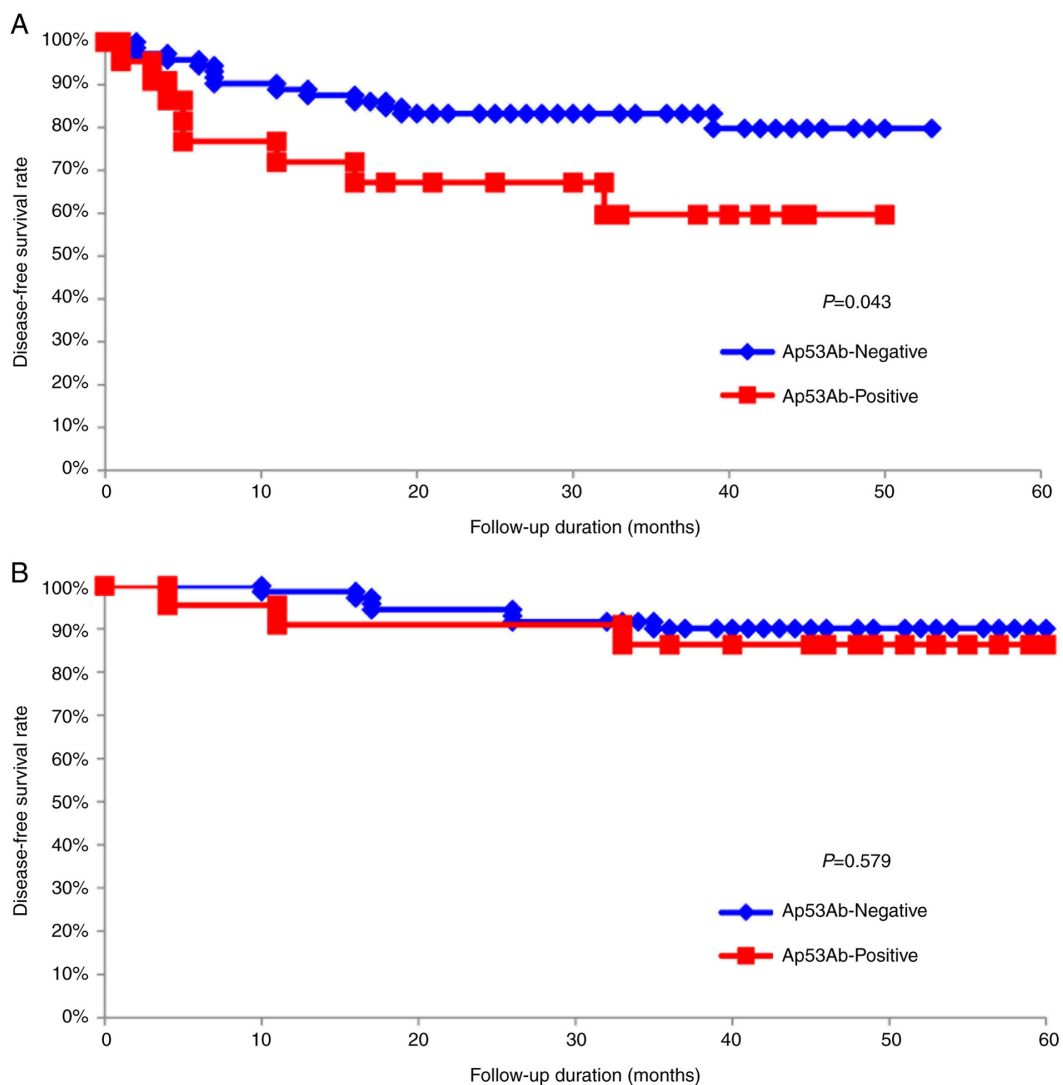 A
100%
90%
80%
70%
60%
50%
40%
30%
20%
10%
0%
Disease-free survival rate
P=0.043
Ap53Ab-Negative
Ap53Ab-Positive
0 10 20 30 40 50 60
Follow-up duration (months)
B
100%
90%
80%
70%
60%
50%
40%
30%
20%
10%
0%
Disease-free survival rate
P=0.579
Ap53Ab-Negative
Ap53Ab-Positive
0 10 20 30 40 50 60
Follow-up duration (months)